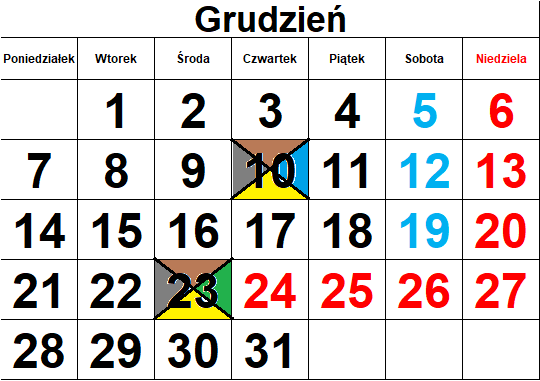 Grudzień
Poniedziałek Wtorek Środa Czwartek Piątek Sobota Niedziela
1 2 3 4 5 6
7 8 9 10 11 12 13
14 15 16 17 18 19 20
21 22 23 24 25 26 27
28 29 30 31